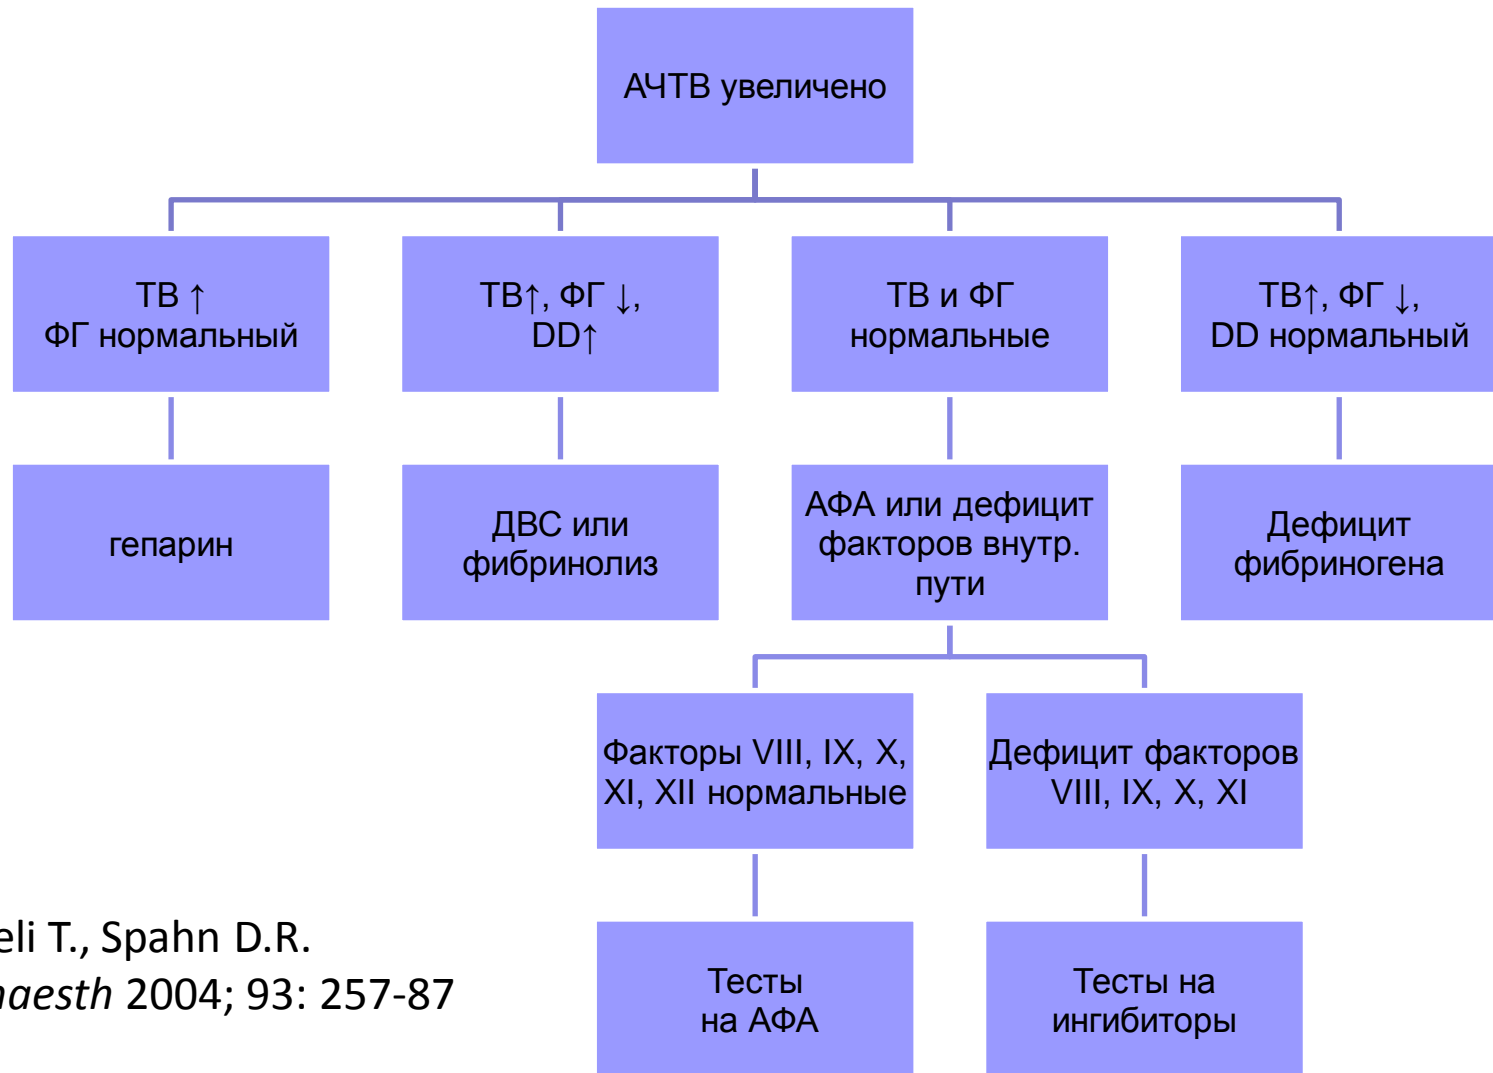 АЧТВ увеличено
ТВ ↑
ФГ нормальный
ТВ↑, ФГ ↓,
DD↑
ТВ и ФГ
нормальные
ТВ↑, ФГ ↓,
DD нормальный
гепарин
ДВС или
фибринолиз
АФА или дефицит
факторов внутр.
пути
Дефицит
фибриногена
Факторы VIII, IX, X,
XI, XII нормальные
Дефицит факторов
VIII, IX, X, XI
Тесты
на АФА
Тесты на
ингибиторы
eli T., Spahn D.R.
naesth 2004; 93: 257-87